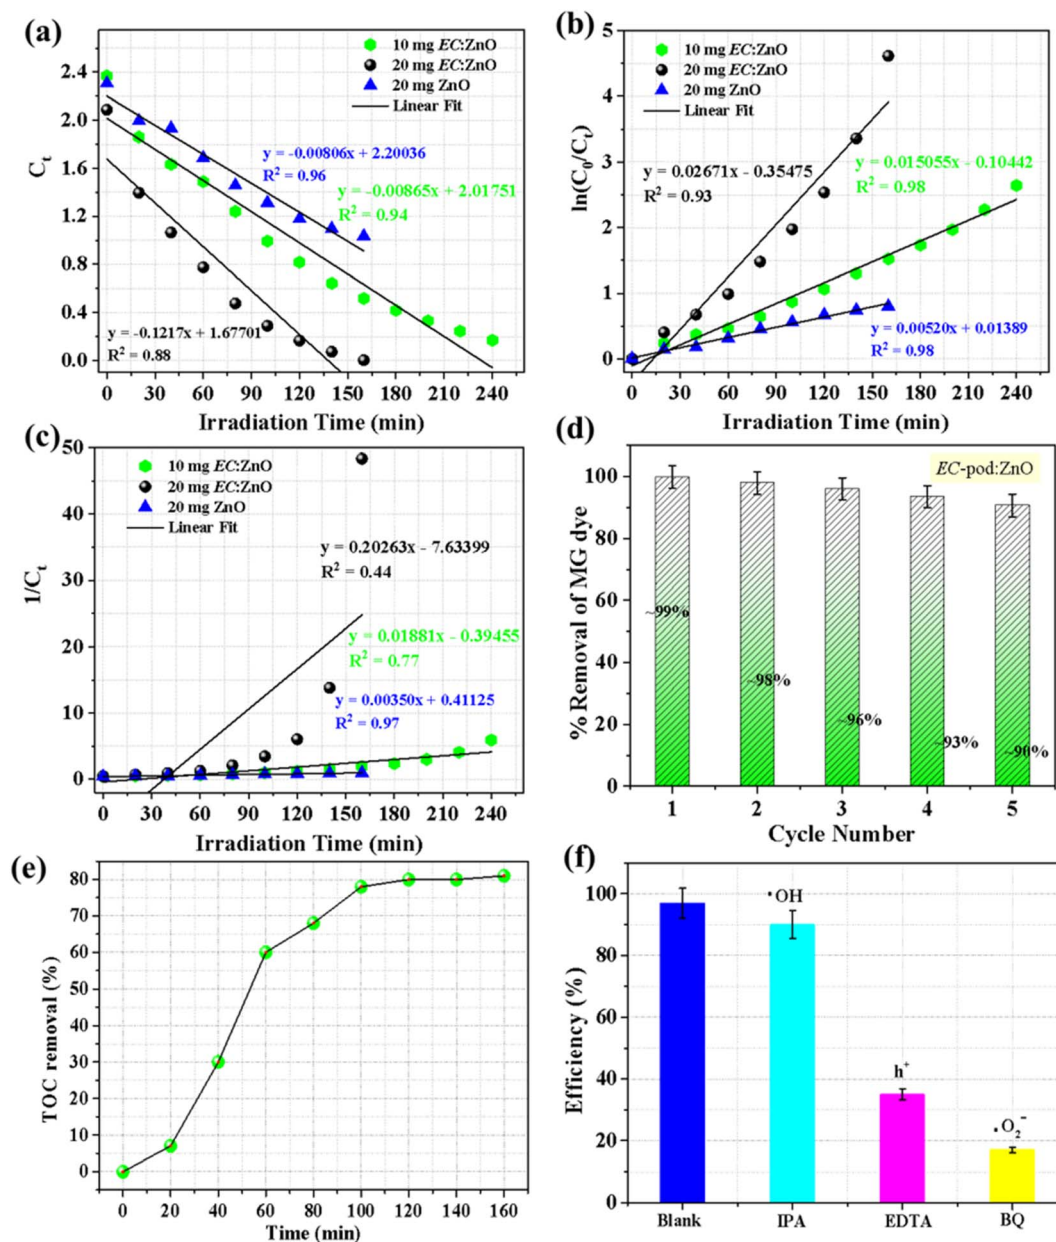 (a)
10 mg EC:ZnO
20 mg EC:ZnO
20 mg ZnO
Linear Fit
y = -0.00806x + 2.20036
R² = 0.96
y = -0.00865x + 2.01751
R² = 0.94
y = -0.1217x + 1.67701
R² = 0.88
Cₜ
2.4
2.0
1.6
1.2
0.8
0.4
0.0
0 30 60 90 120 150 180 210 240
Irradiation Time (min)
(b)
10 mg EC:ZnO
20 mg EC:ZnO
20 mg ZnO
Linear Fit
y = 0.02671x - 0.35475
R² = 0.93
y = 0.015055x - 0.10442
R² = 0.98
y = 0.00520x + 0.01389
R² = 0.98
ln(C₀/Cₜ)
5
4
3
2
1
0
0 30 60 90 120 150 180 210 240
Irradiation Time (min)
(c)
10 mg EC:ZnO
20 mg EC:ZnO
20 mg ZnO
Linear Fit
y = 0.20263x - 7.63399
R² = 0.44
y = 0.01881x - 0.39455
R² = 0.77
y = 0.00350x + 0.41125
R² = 0.97
1/Cₜ
50
40
30
20
10
0
0 30 60 90 120 150 180 210 240
Irradiation Time (min)
(d)
EC-pod:ZnO
% Removal of MG dye
100
80
60
40
20
0
~99%
~98%
~96%
~93%
~90%
1 2 3 4 5
Cycle Number
(e)
TOC removal (%)
80
70
60
50
40
30
20
10
0
0 20 40 60 80 100 120 140 160
Time (min)
(f)
Efficiency (%)
100
80
60
40
20
0
·OH
h⁺
·O₂⁻
Blank IPA EDTA BQ